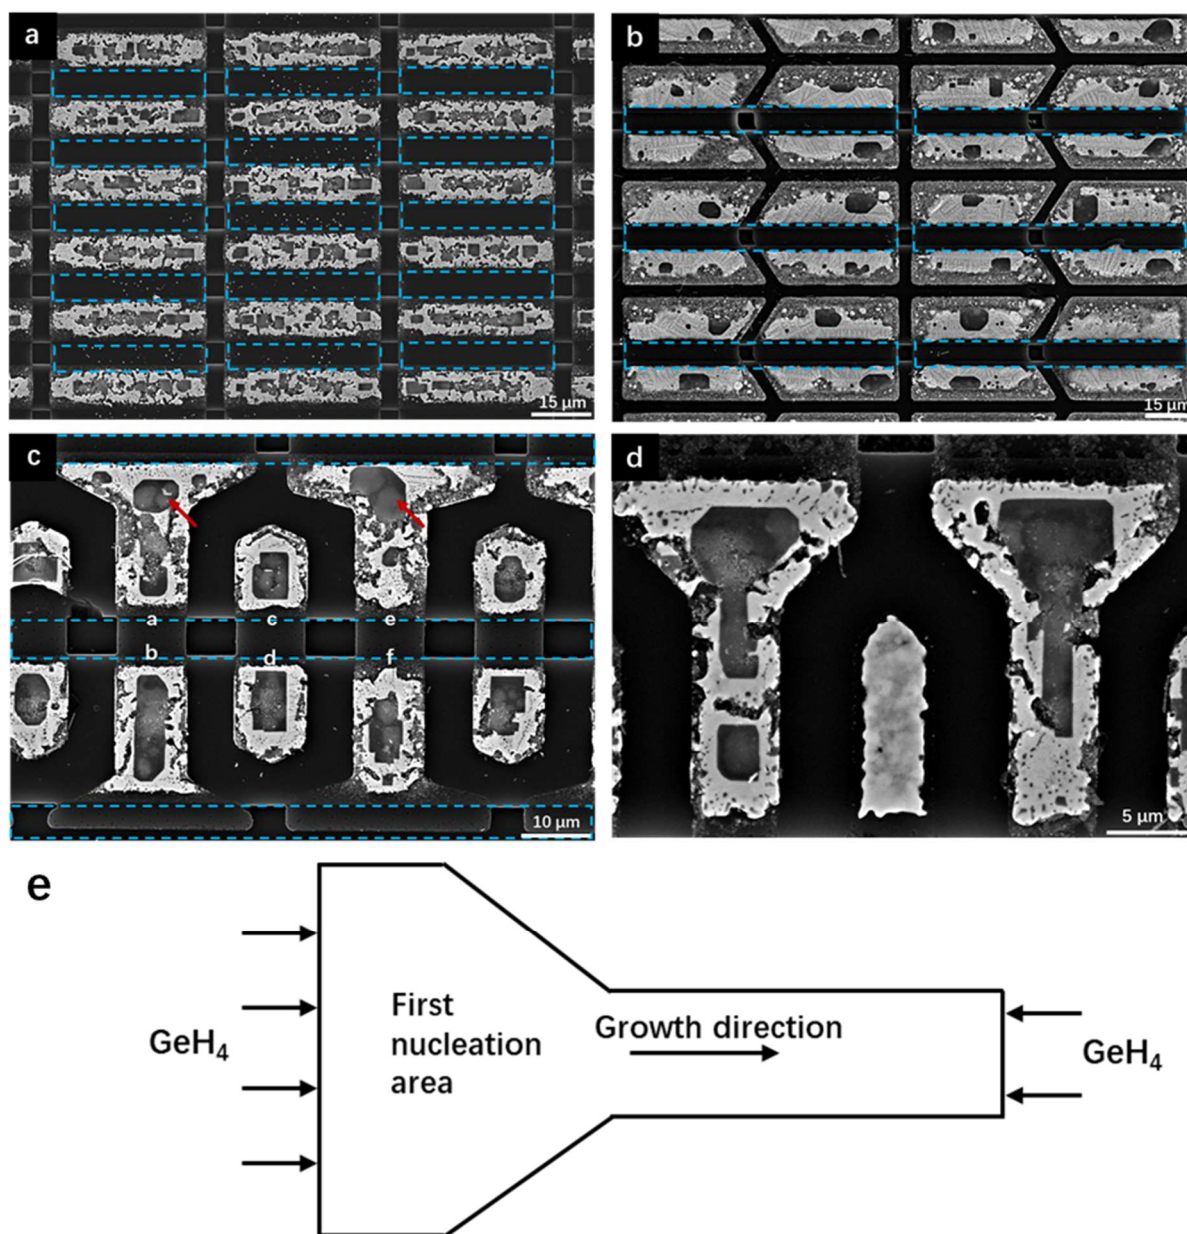 a
b
15 μm
15 μm
c
d
a
c
e
b
d
f
10 μm
5 μm
e
First
nucleation
area
Growth direction
GeH₄
GeH₄